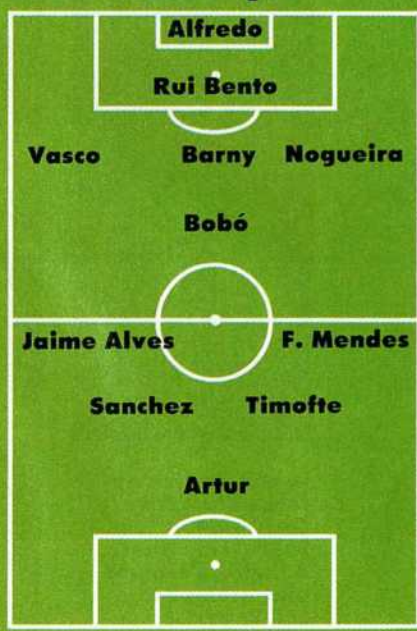 Alfredo
Rui Bento
Vasco Barny Nogueira
Bobó
Jaime Alves F. Mendes
Sanchez Timofte
Artur